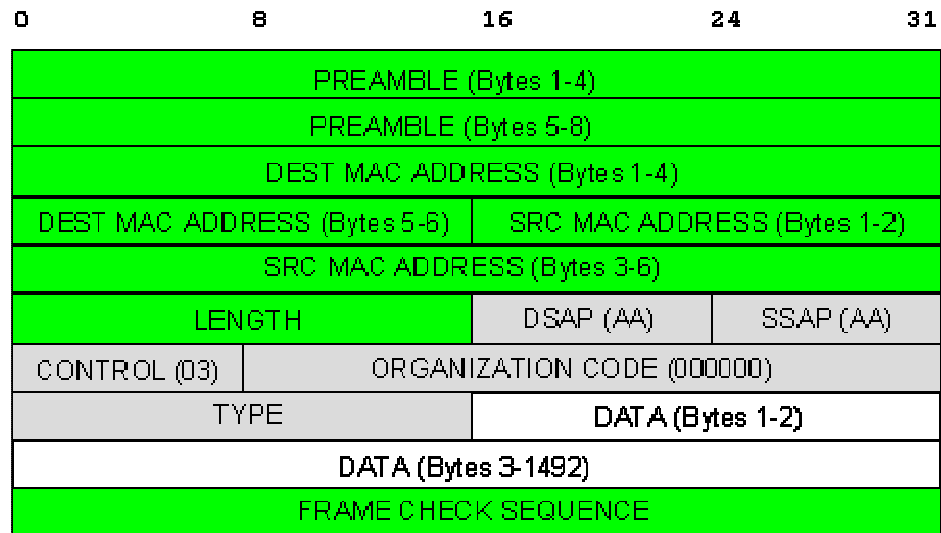 0 8 16 24 31
PREAMBLE (Bytes 1-4)
PREAMBLE (Bytes 5-8)
DEST MAC ADDRESS (Bytes 1-4)
DEST MAC ADDRESS (Bytes 5-6) SRC MAC ADDRESS (Bytes 1-2)
SRC MAC ADDRESS (Bytes 3-6)
LENGTH DSAP (AA) SSAP (AA)
CONTROL (03) ORGANIZATION CODE (000000)
TYPE DATA (Bytes 1-2)
DATA (Bytes 3-1492)
FRAME CHECK SEQUENCE